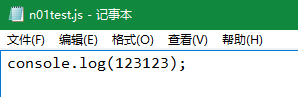 n01test.js - 记事本
文件(F) 编辑(E) 格式(O) 查看(V) 帮助(H)
console.log(123123);